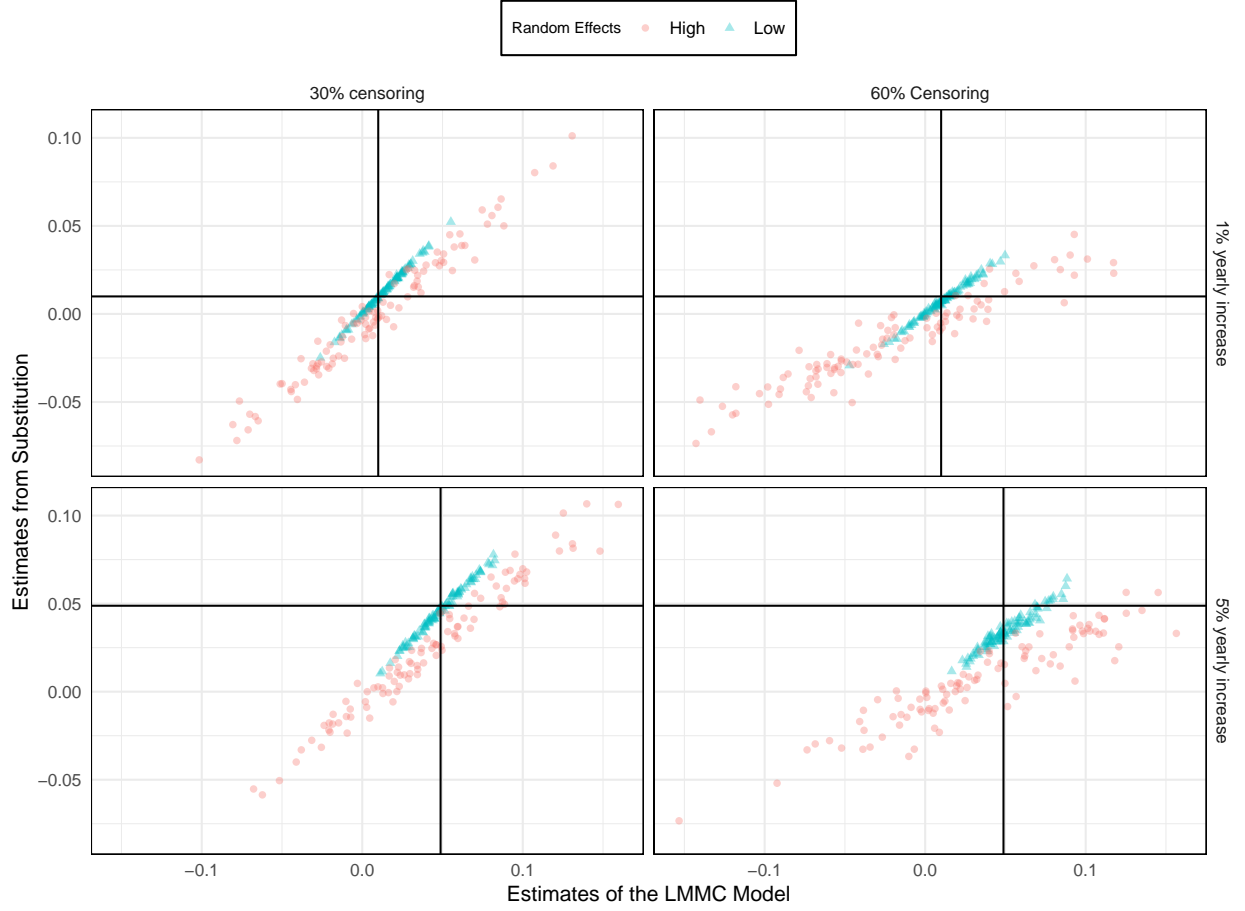 Random Effects High Low
30% censoring 60% Censoring
0.10
0.05
0.00
−0.05
1% yearly increase
0.10
0.05
0.00
−0.05
5% yearly increase
−0.1 0.0 0.1 −0.1 0.0 0.1
Estimates of the LMMC Model
Estimates from Substitution